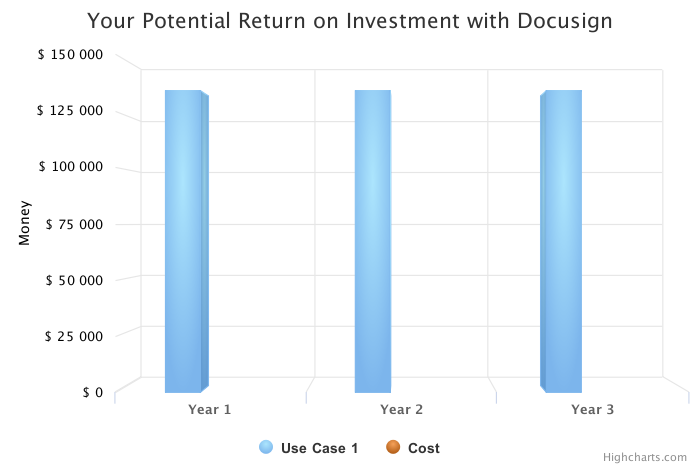 Your Potential Return on Investment with Docusign
$ 150 000
$ 125 000
$ 100 000
$ 75 000
$ 50 000
$ 25 000
$ 0
Money
Year 1
Year 2
Year 3
Use Case 1
Cost
Highcharts.com